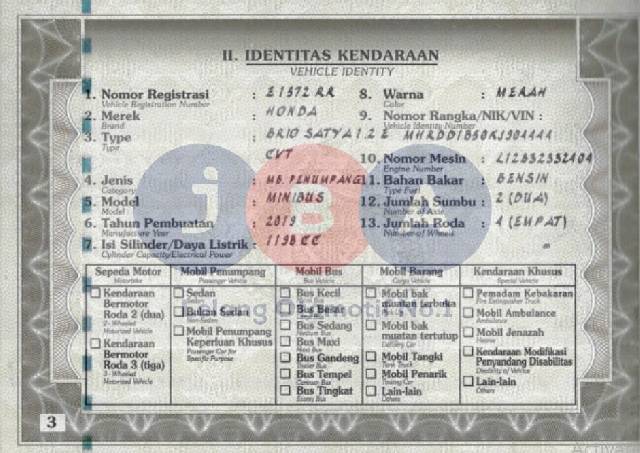 II. IDENTITAS KENDARAAN
VEHICLE IDENTITY
1. Nomor Registrasi : E1572 RR
Vehicle Registration Number
2. Merek : HONDA
Brand
3. Type : BRIO SATYA 1.2 E
Type
CVT
4. Jenis : MB. PENUMPANG
Category
5. Model : MINIBUS
Model
6. Tahun Pembuatan : 2019
Manufacture Year
7. Isi Silinder/Daya Listrik : 1198 CC
Cylinder Capacity/Electrical Power
8. Warna : MERAH
Color
9. Nomor Rangka/NIK/VIN :
Vehicle Identity Number
10. Nomor Mesin :
Engine Number
11. Bahan Bakar : BENSIN
Type Fuel
12. Jumlah Sumbu : 2 (DUA)
Number of Axle
13. Jumlah Roda : 4 (EMPAT)
Number of Wheels
Sepeda Motor
Motorbike
Kendaraan
Bermotor
Roda 2 (dua)
2 - Wheeled
Motorized Vehicle
Kendaraan
Bermotor
Roda 3 (tiga)
3 - Wheeled
Motorized Vehicle
Mobil Penumpang
Passenger Vehicle
Sedan
Sedan
Bukan Sedan
Mobil Penumpang
Keperluan Khusus
Passenger Car for
Specific Purpose
Mobil Bus
Bus Vehicle
Bus Kecil
Bus Besar
Bus Sedang
Bus Maxi
Bus Gandeng
Bus Tempel
Bus Tingkat
Mobil Barang
Cargo Vehicle
Mobil bak
muatan terbuka
Mobil bak
muatan tertutup
Mobil Tangki
Mobil Penarik
Lain-lain
Others
Kendaraan Khusus
Special Vehicle
Pemadam Kebakaran
Fire Extinguisher Truck
Mobil Ambulance
Ambulance
Mobil Jenazah
Hearse
Kendaraan Modifikasi
Penyandang Disabilitas
Lain-lain
Others
3